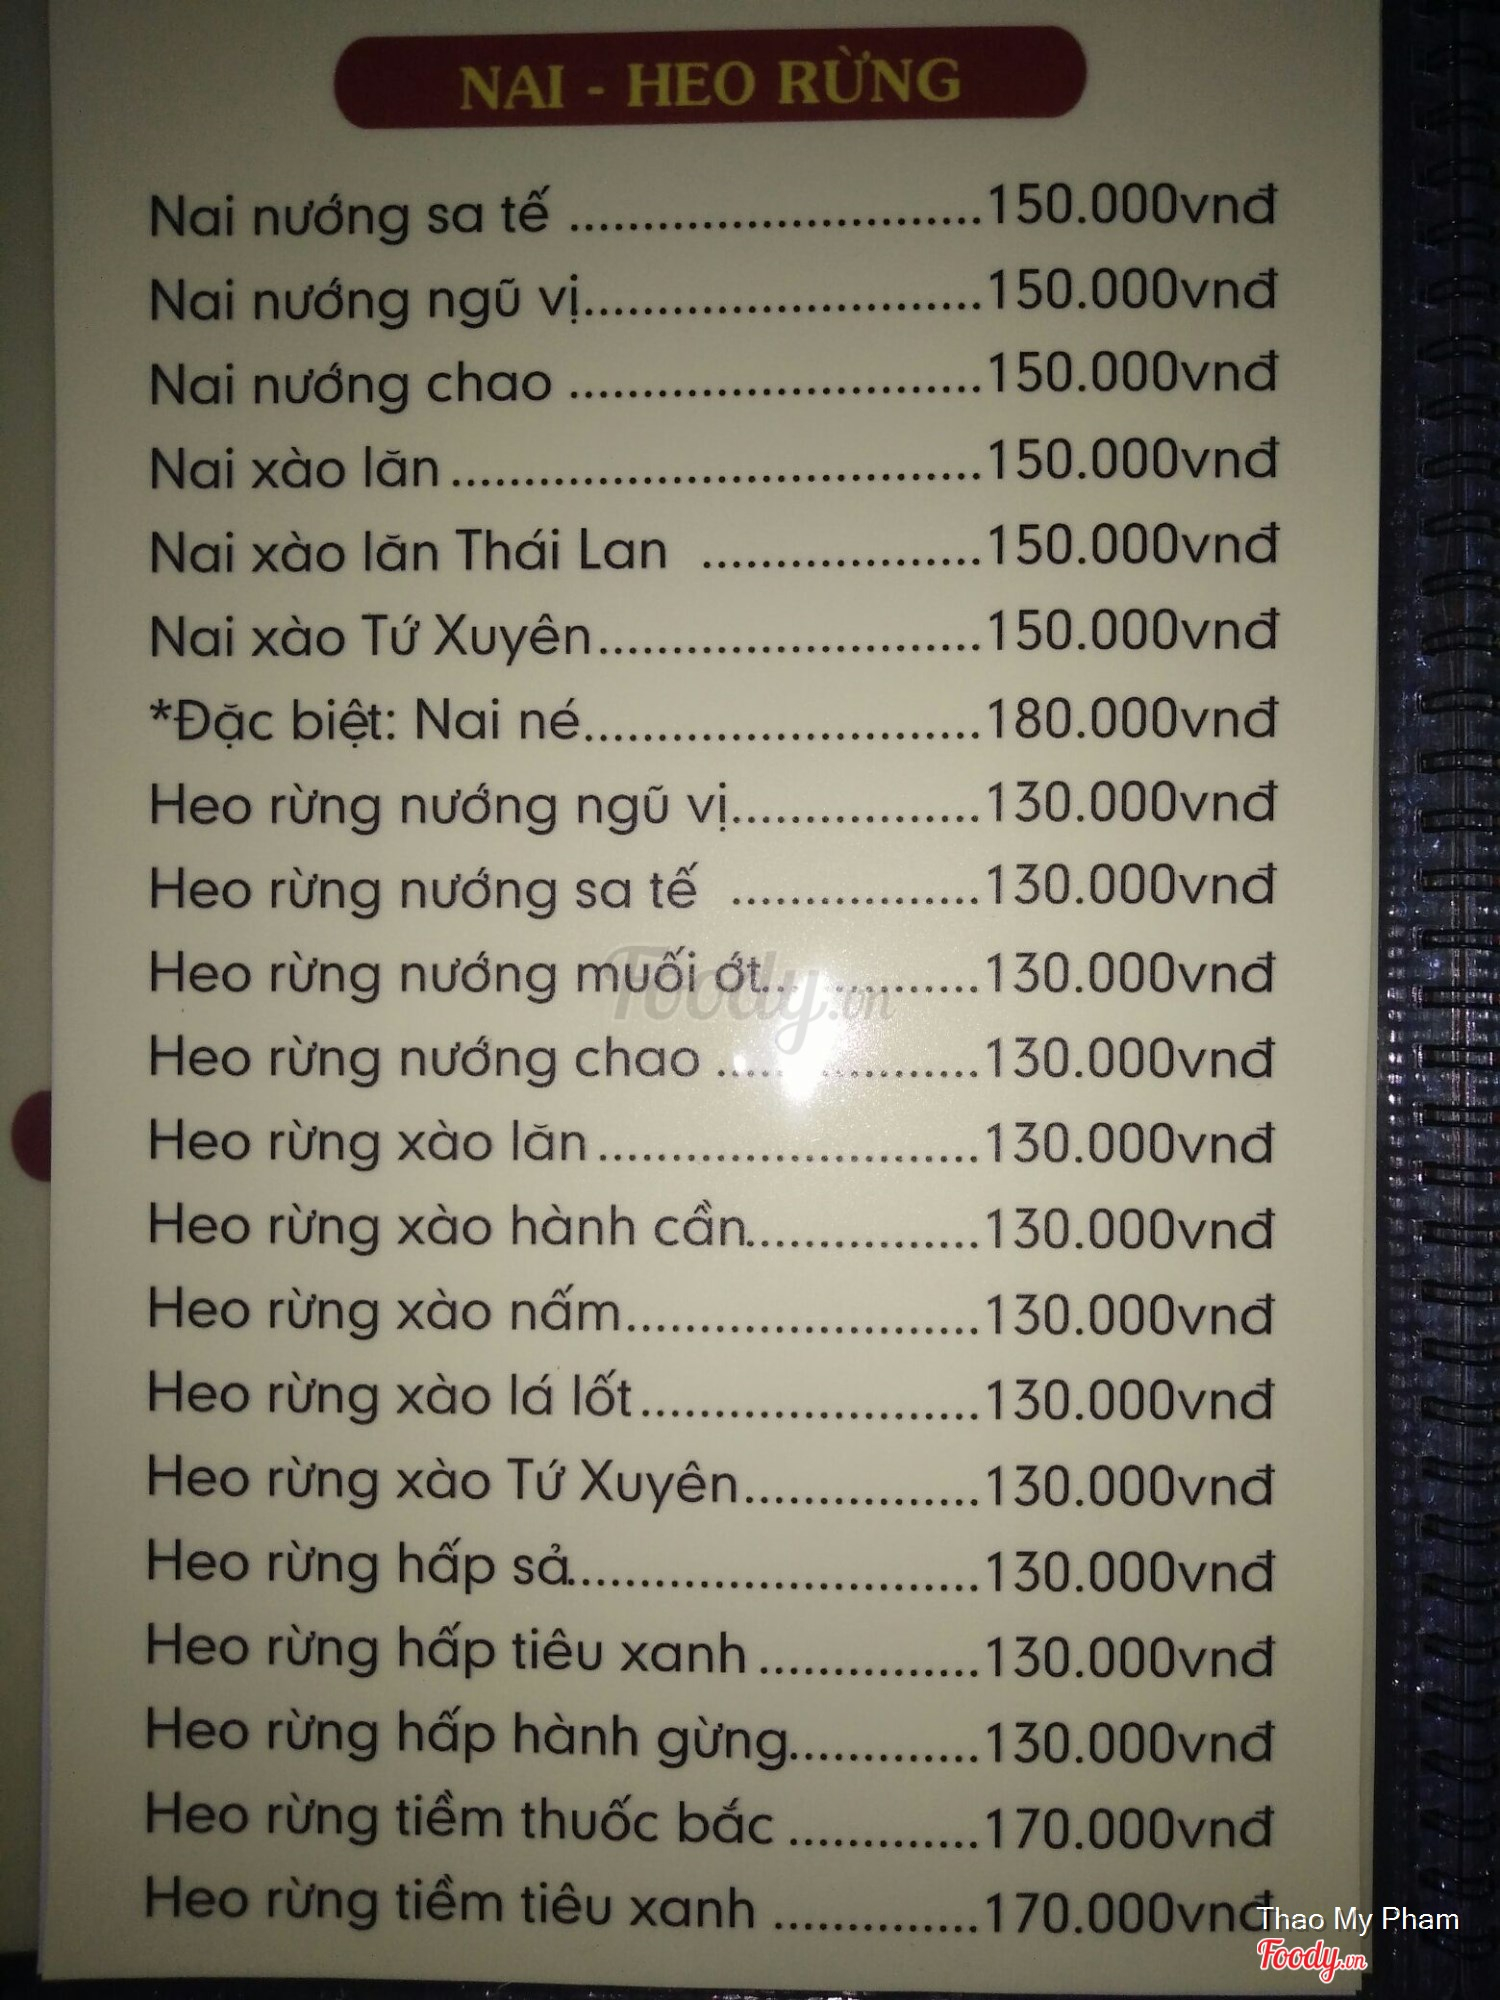 NAI - HEO RỪNG
Nai nướng sa tế ............................150.000vnđ
Nai nướng ngũ vị...........................150.000vnđ
Nai nướng chao ............................150.000vnđ
Nai xào lăn....................................150.000vnđ
Nai xào lăn Thái Lan ...................150.000vnđ
Nai xào Tứ Xuyên..........................150.000vnđ
*Đặc biệt: Nai né...........................180.000vnđ
Heo rừng nướng ngũ vị.................130.000vnđ
Heo rừng nướng sa tế .................130.000vnđ
Heo rừng nướng muối ớt.. ..........130.000vnđ
Heo rừng nướng chao ..................130.000vnđ
Heo rừng xào lăn..........................130.000vnđ
Heo rừng xào hành cần................130.000vnđ
Heo rừng xào nấm........................130.000vnđ
Heo rừng xào lá lốt.......................130.000vnđ
Heo rừng xào Tứ Xuyên................130.000vnđ
Heo rừng hấp sả............................130.000vnđ
Heo rừng hấp tiêu xanh ...............130.000vnđ
Heo rừng hấp hành gừng.............130.000vnđ
Heo rừng tiềm thuốc bắc .............170.000vnđ
Heo rừng tiềm tiêu xanh ..............170.000vnđ
Foody.vn
Thao My Pham
Foody.vn